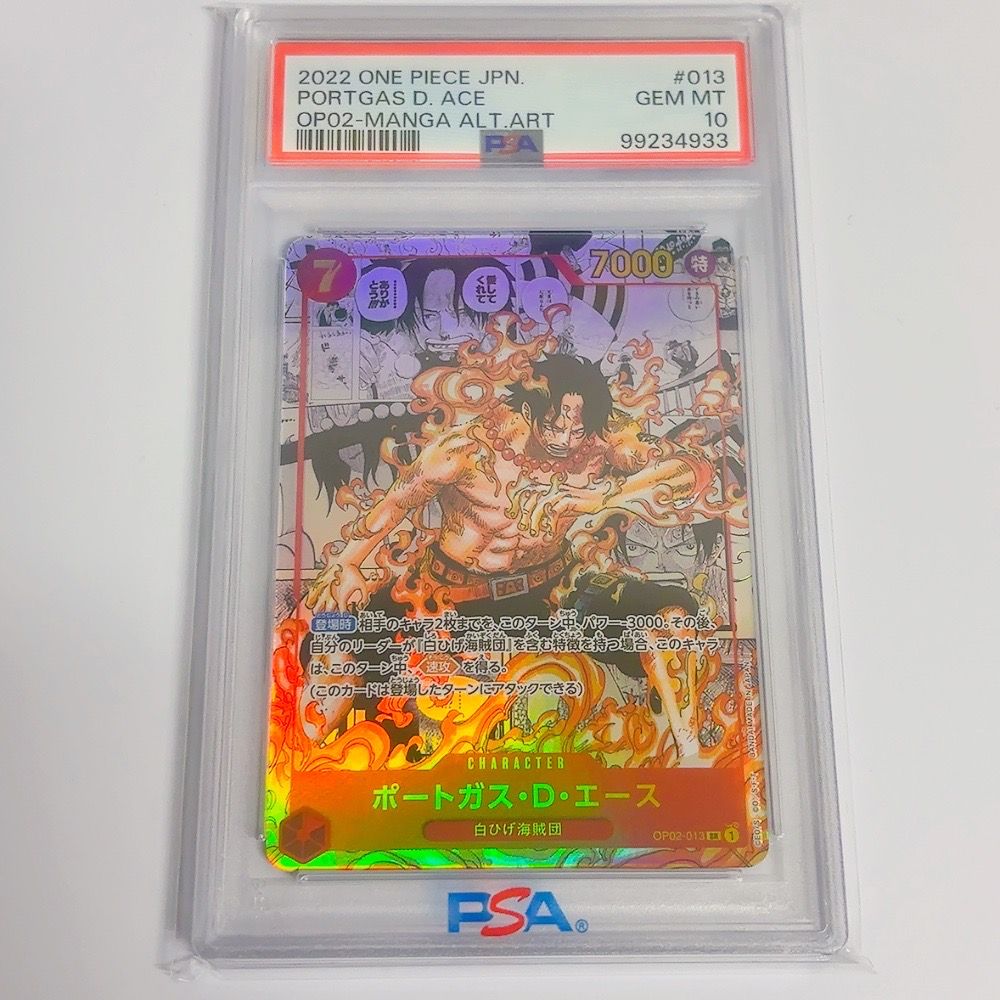 2022 ONE PIECE JPN. #013
PORTGAS D. ACE GEM MT
OP02-MANGA ALT.ART 10
PSA 99234933
7
7000 特
愛して
くれて
………
ありが
とう!!!
登場時 相手のキャラ2枚までを、このターン中、パワー-3000。その後、
自分のリーダーが『白ひげ海賊団』を含む特徴を持つ場合、このキャラ
は、このターン中、速攻を得る。
(このカードは登場したターンにアタックできる)
CHARACTER
ポートガス・D・エース
白ひげ海賊団
OP02-013 SR 1
PSA®